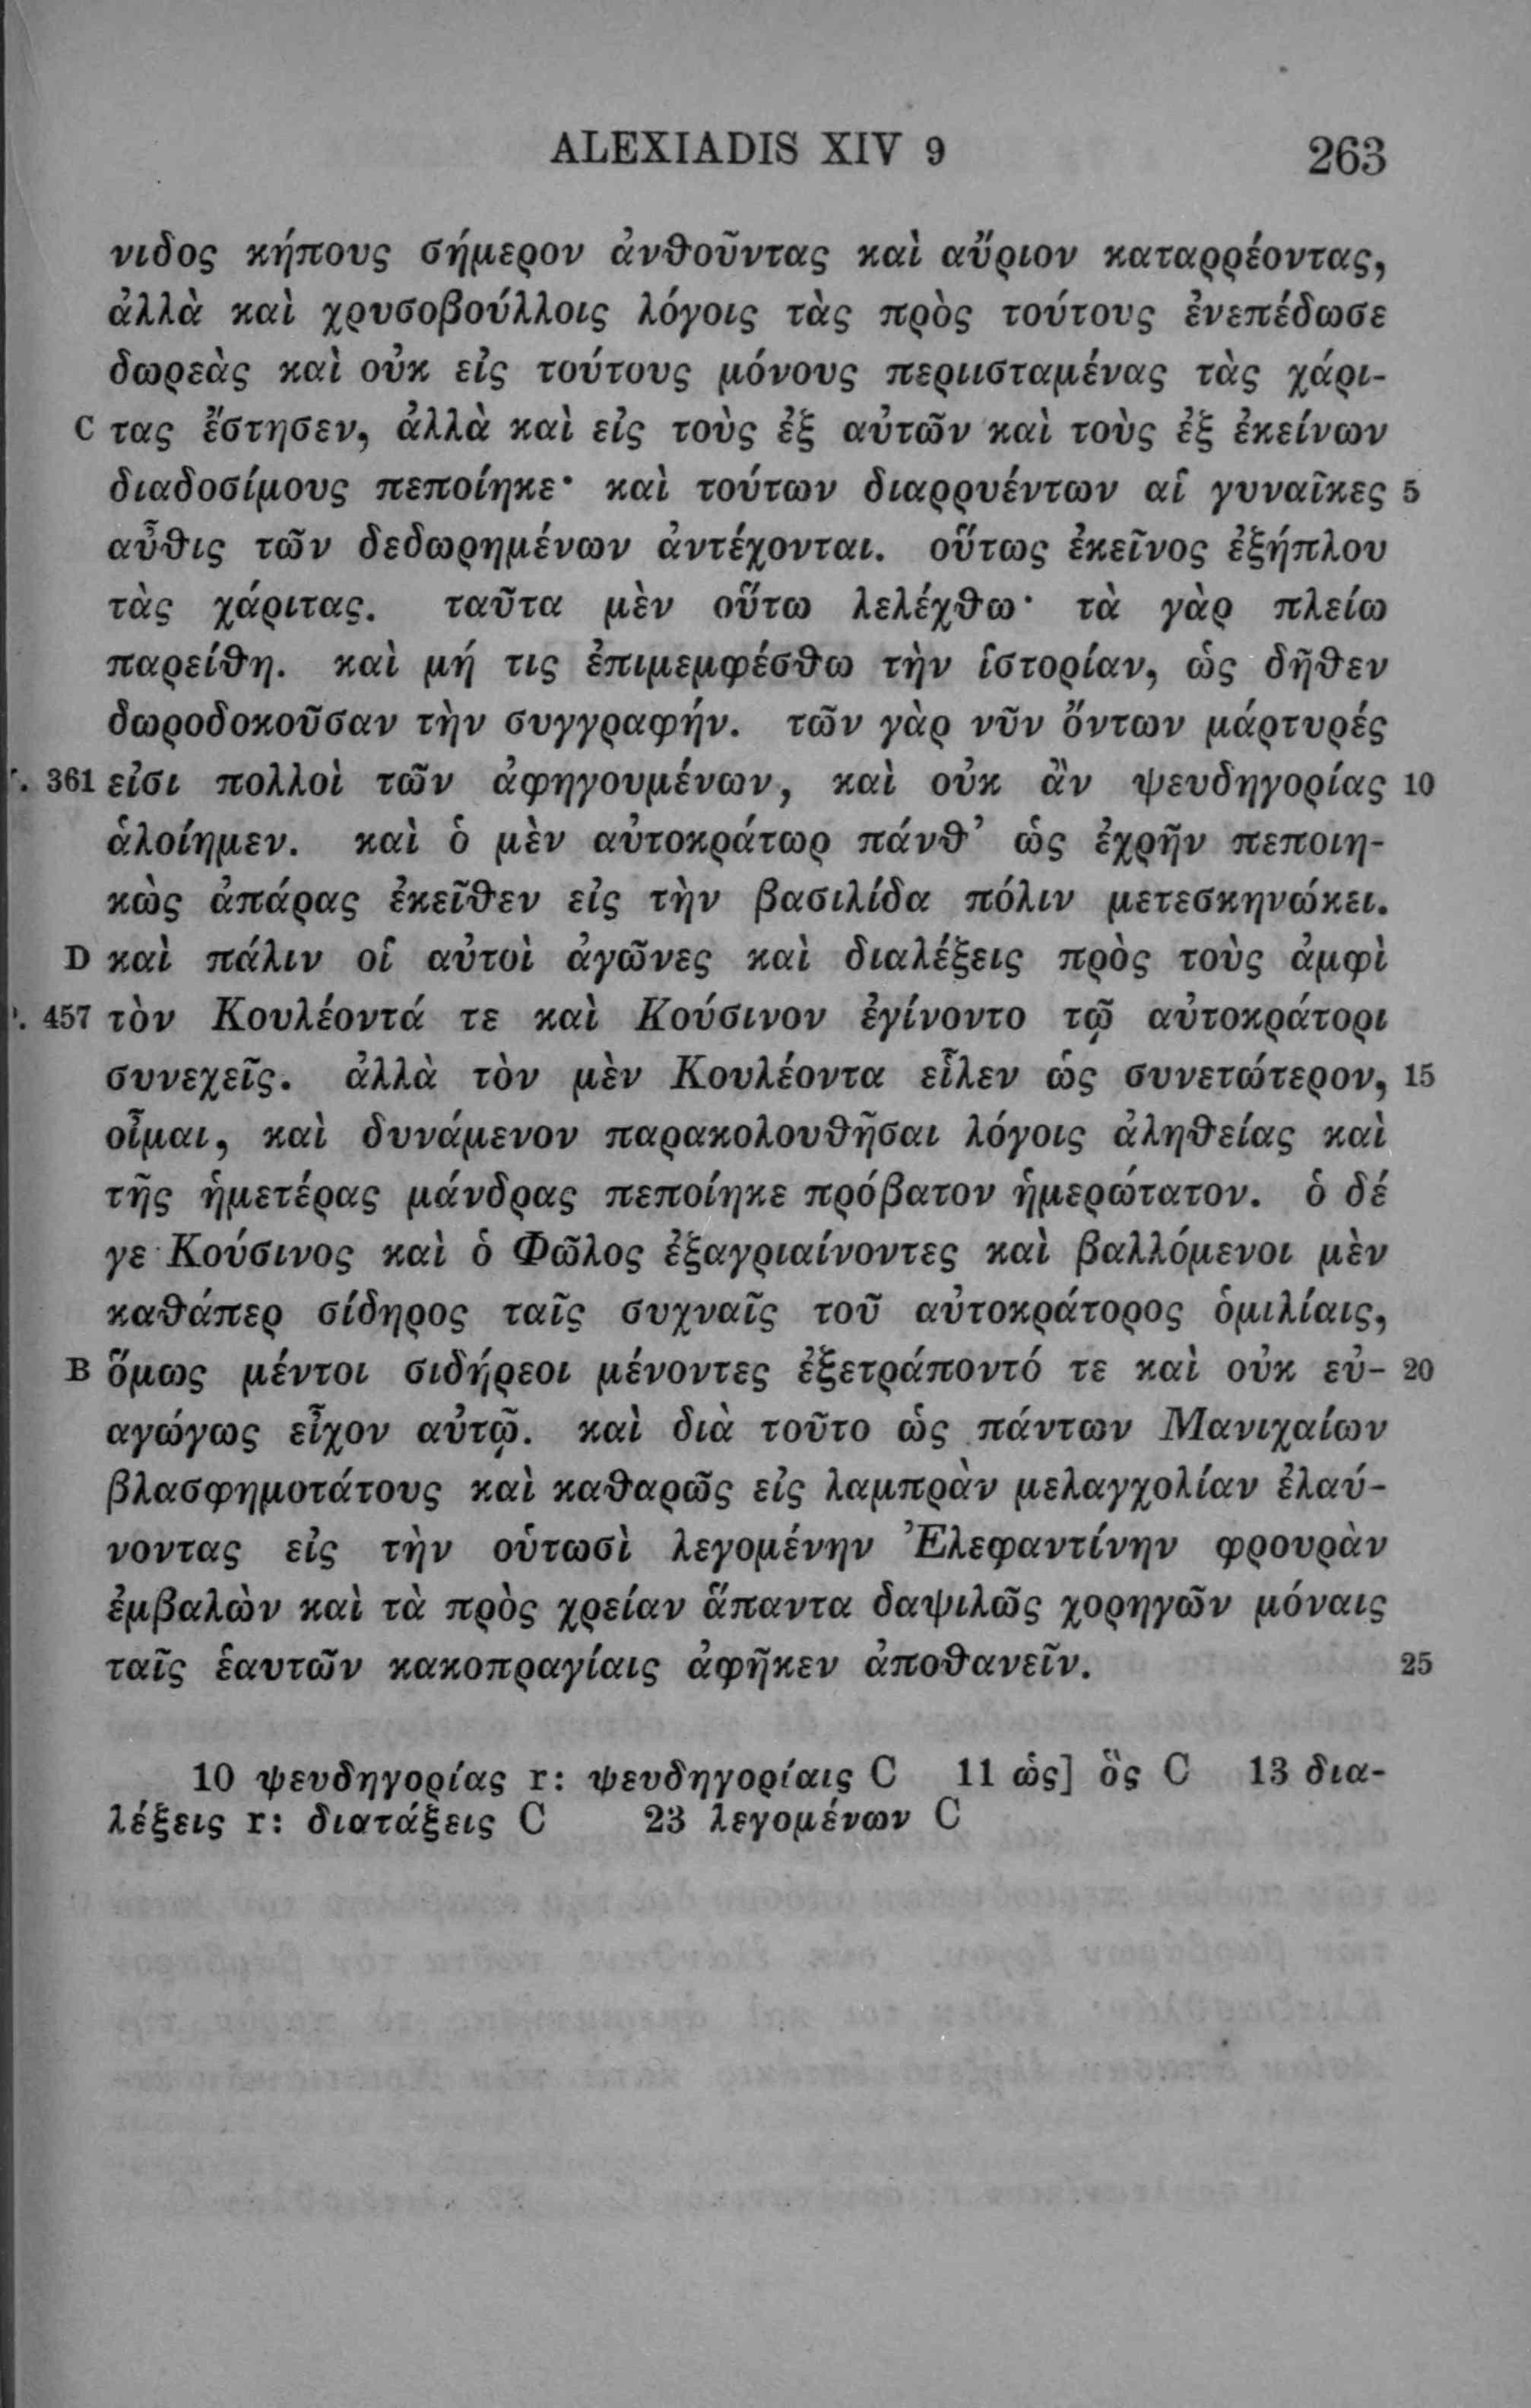 ALEXIADIS XIV 9 263
νιδος κήπους σήμερον ἀνθοῦντας καὶ αὔριον καταρρέοντας,
ἀλλὰ καὶ χρυσοβούλλοις λόγοις τὰς πρὸς τούτους ἐνεπέδωσε
δωρεὰς καὶ οὐκ εἰς τούτους μόνους περιισταμένας τὰς χάρι-
C τας ἔστησεν, ἀλλὰ καὶ εἰς τοὺς ἐξ αὐτῶν καὶ τοὺς ἐξ ἐκείνων
διαδοσίμους πεποίηκε· καὶ τούτων διαρρυέντων αἱ γυναῖκες 5
αὖθις τῶν δεδωρημένων ἀντέχονται. οὕτως ἐκεῖνος ἐξήπλου
τὰς χάριτας. ταῦτα μὲν οὕτω λελέχθω· τὰ γὰρ πλείω
παρείθη. καὶ μή τις ἐπιμεμφέσθω τὴν ἱστορίαν, ὡς δῆθεν
δωροδοκοῦσαν τὴν συγγραφήν. τῶν γὰρ νῦν ὄντων μάρτυρές
361 εἰσι πολλοὶ τῶν ἀφηγουμένων, καὶ οὐκ ἂν ψευδηγορίας 10
ἁλοίημεν. καὶ ὁ μὲν αὐτοκράτωρ πάνθ’ ὡς ἐχρῆν πεποιη-
κὼς ἀπάρας ἐκεῖθεν εἰς τὴν βασιλίδα πόλιν μετεσκηνώκει.
D καὶ πάλιν οἱ αὐτοὶ ἀγῶνες καὶ διαλέξεις πρὸς τοὺς ἀμφὶ
457 τὸν Κουλέοντά τε καὶ Κούσινον ἐγίνοντο τῷ αὐτοκράτορι
συνεχεῖς. ἀλλὰ τὸν μὲν Κουλέοντα εἷλεν ὡς συνετώτερον, 15
οἶμαι, καὶ δυνάμενον παρακολουθῆσαι λόγοις ἀληθείας καὶ
τῆς ἡμετέρας μάνδρας πεποίηκε πρόβατον ἡμερώτατον. ὁ δέ
γε Κούσινος καὶ ὁ Φῶλος ἐξαγριαίνοντες καὶ βαλλόμενοι μὲν
καθάπερ σίδηρος ταῖς συχναῖς τοῦ αὐτοκράτορος ὁμιλίαις,
B ὅμως μέντοι σιδήρεοι μένοντες ἐξετράποντό τε καὶ οὐκ εὐ- 20
αγώγως εἶχον αὐτῷ. καὶ διὰ τοῦτο ὡς πάντων Μανιχαίων
βλασφημοτάτους καὶ καθαρῶς εἰς λαμπρὰν μελαγχολίαν ἐλαύ-
νοντας εἰς τὴν οὑτωσὶ λεγομένην Ἐλεφαντίνην φρουρὰν
ἐμβαλὼν καὶ τὰ πρὸς χρείαν ἅπαντα δαψιλῶς χορηγῶν μόναις
ταῖς ἑαυτῶν κακοπραγίαις ἀφῆκεν ἀποθανεῖν. 25
10 ψευδηγορίας r: ψευδηγορίαις C 11 ὡς] ὃς C 13 δια-
λέξεις r: διατάξεις C 23 λεγομένων C